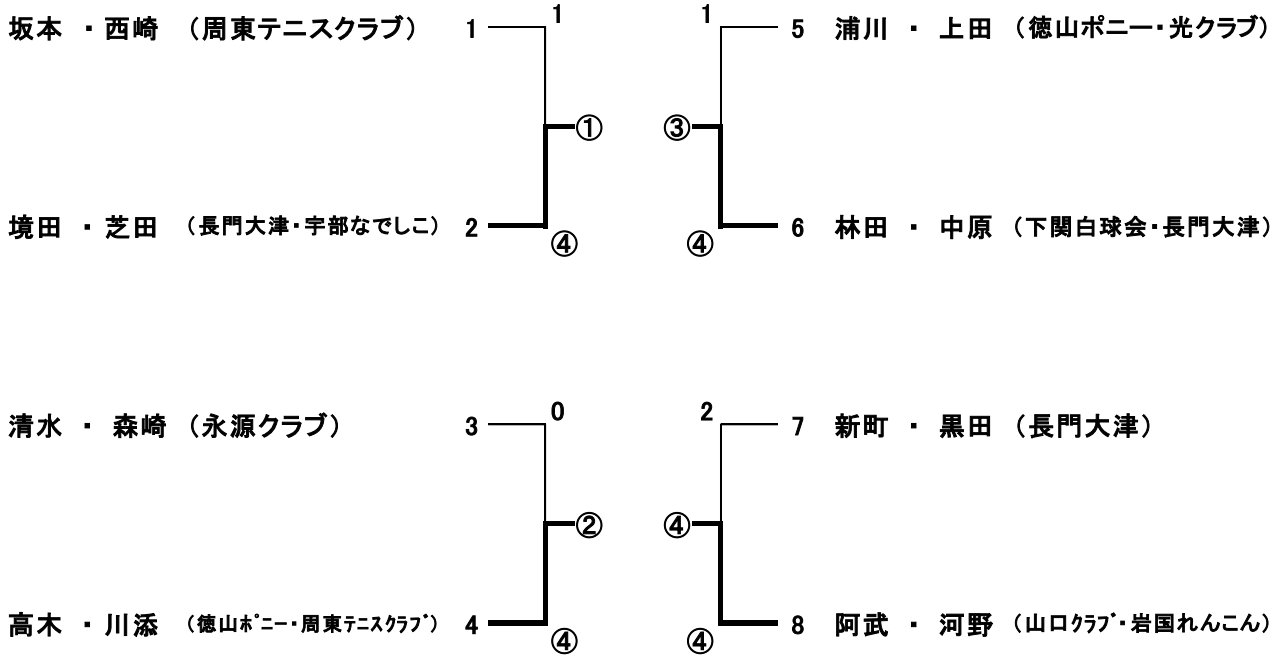 坂本 ・ 西崎 （周東テニスクラブ） 1 1
①
境田 ・ 芝田 （長門大津・宇部なでしこ） 2 ④
清水 ・ 森崎 （永源クラブ） 3 0
②
高木 ・ 川添 （徳山ﾎﾟﾆｰ・周東ﾃﾆｽｸﾗﾌﾞ） 4 ④
1 5 浦川 ・ 上田 （徳山ポニー・光クラブ）
③
④ 6 林田 ・ 中原 （下関白球会・長門大津）
2 7 新町 ・ 黒田 （長門大津）
④
④ 8 阿武 ・ 河野 （山口ｸﾗﾌﾞ・岩国れんこん）